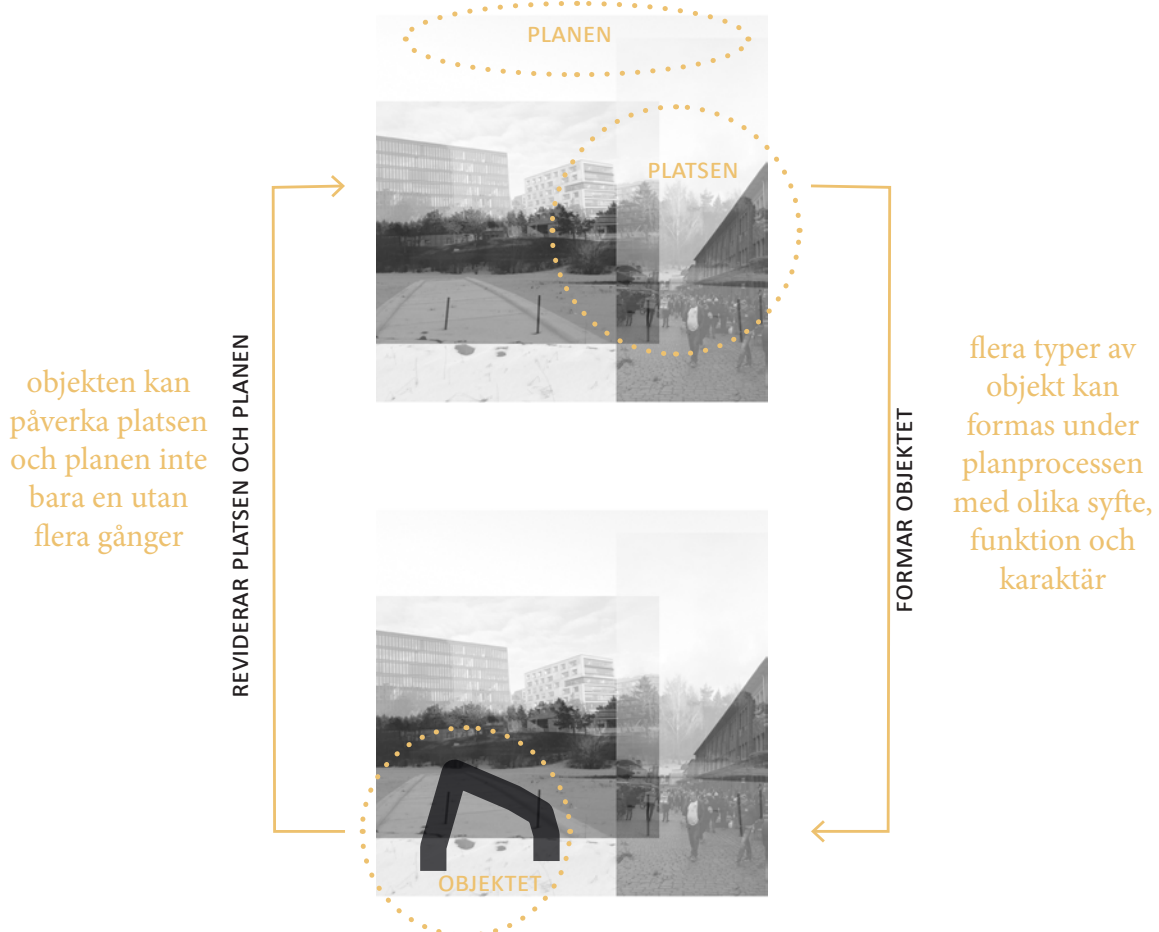 PLANEN
PLATSEN
objekten kan
påverka platsen
och planen inte
bara en utan
flera gånger
REVIDERAR PLATSEN OCH PLANEN
FORMAR OBJEKTET
flera typer av
objekt kan
formas under
planprocessen
med olika syfte,
funktion och
karaktär
OBJEKTET